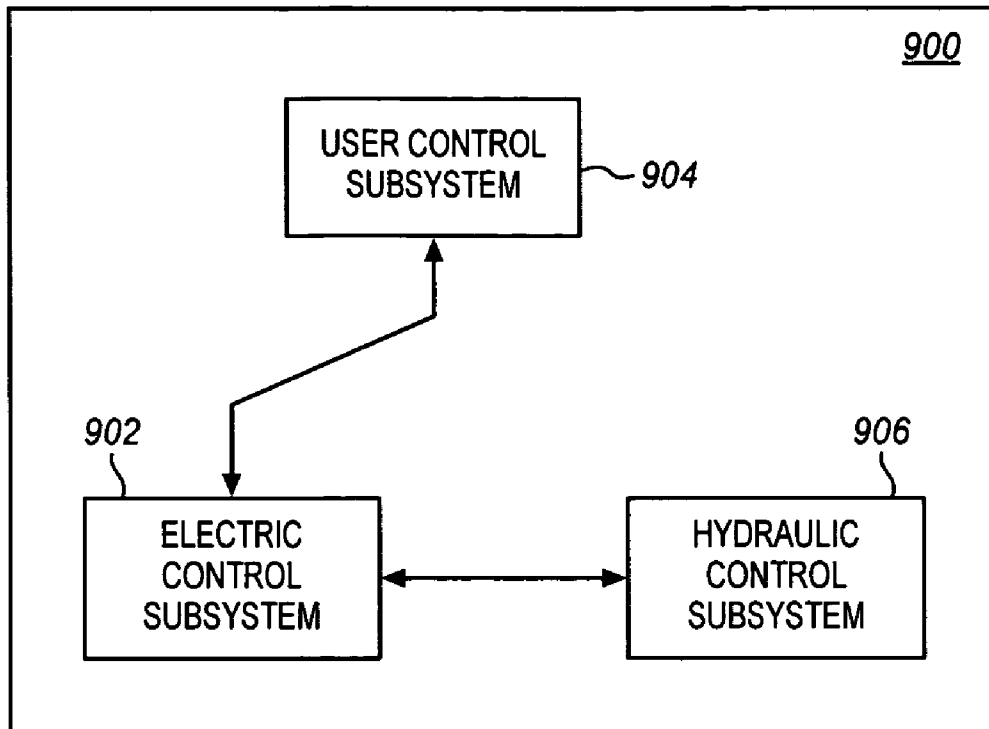 900
USER CONTROL
SUBSYSTEM
904
902
906
ELECTRIC
CONTROL
SUBSYSTEM
HYDRAULIC
CONTROL
SUBSYSTEM